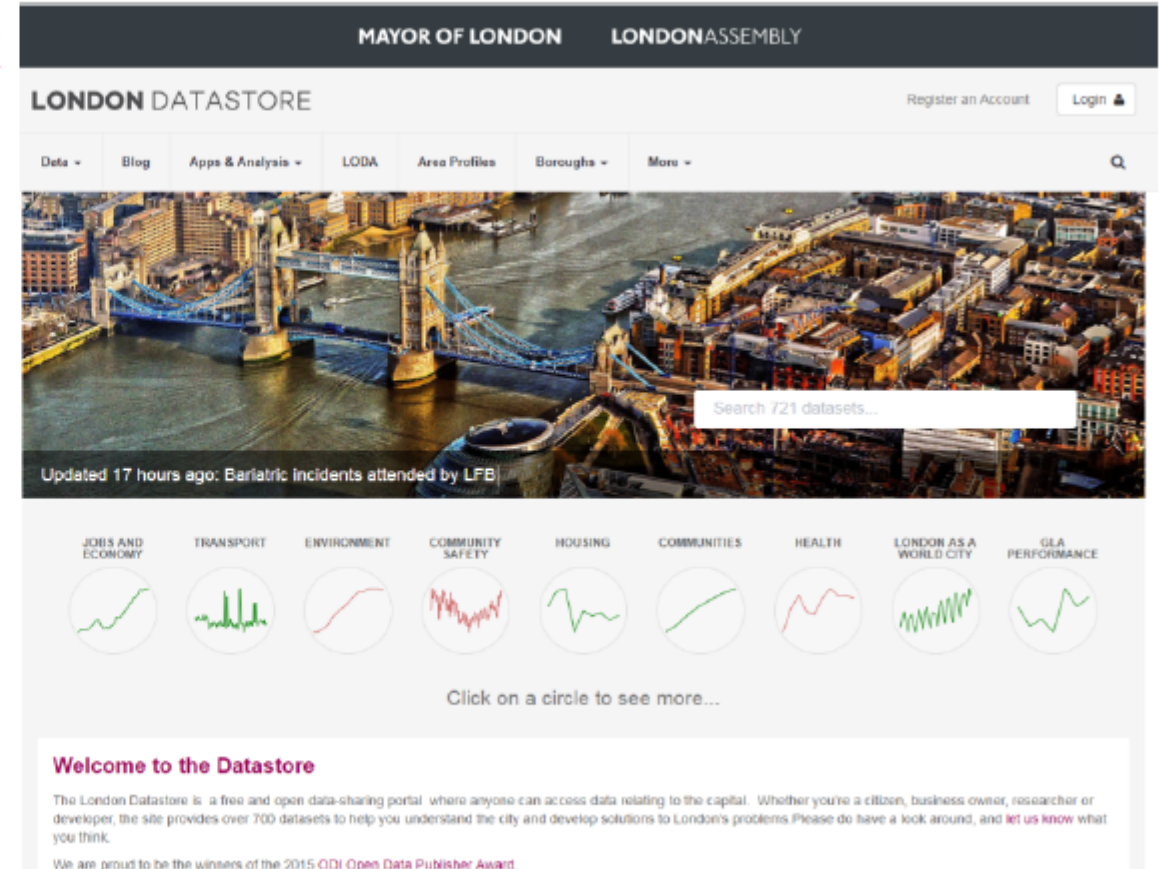 MAYOR OF LONDON LONDONASSEMBLY
LONDON DATASTORE
Register an Account Login
Data Blog Apps & Analysis LODA Area Profiles Boroughs More
Search 721 datasets...
Updated 17 hours ago: Bariatric incidents attended by LFB
JOBS AND ECONOMY
TRANSPORT
ENVIRONMENT
COMMUNITY SAFETY
HOUSING
COMMUNITIES
HEALTH
LONDON AS A WORLD CITY
GLA PERFORMANCE
Click on a circle to see more...
Welcome to the Datastore
The London Datastore is a free and open data-sharing portal where anyone can access data relating to the capital. Whether you're a citizen, business owner, researcher or
developer, the site provides over 700 datasets to help you understand the city and develop solutions to London's problems.Please do have a look around, and let us know what
you think.
We are proud to be the winners of the 2015 ODI Open Data Publisher Award